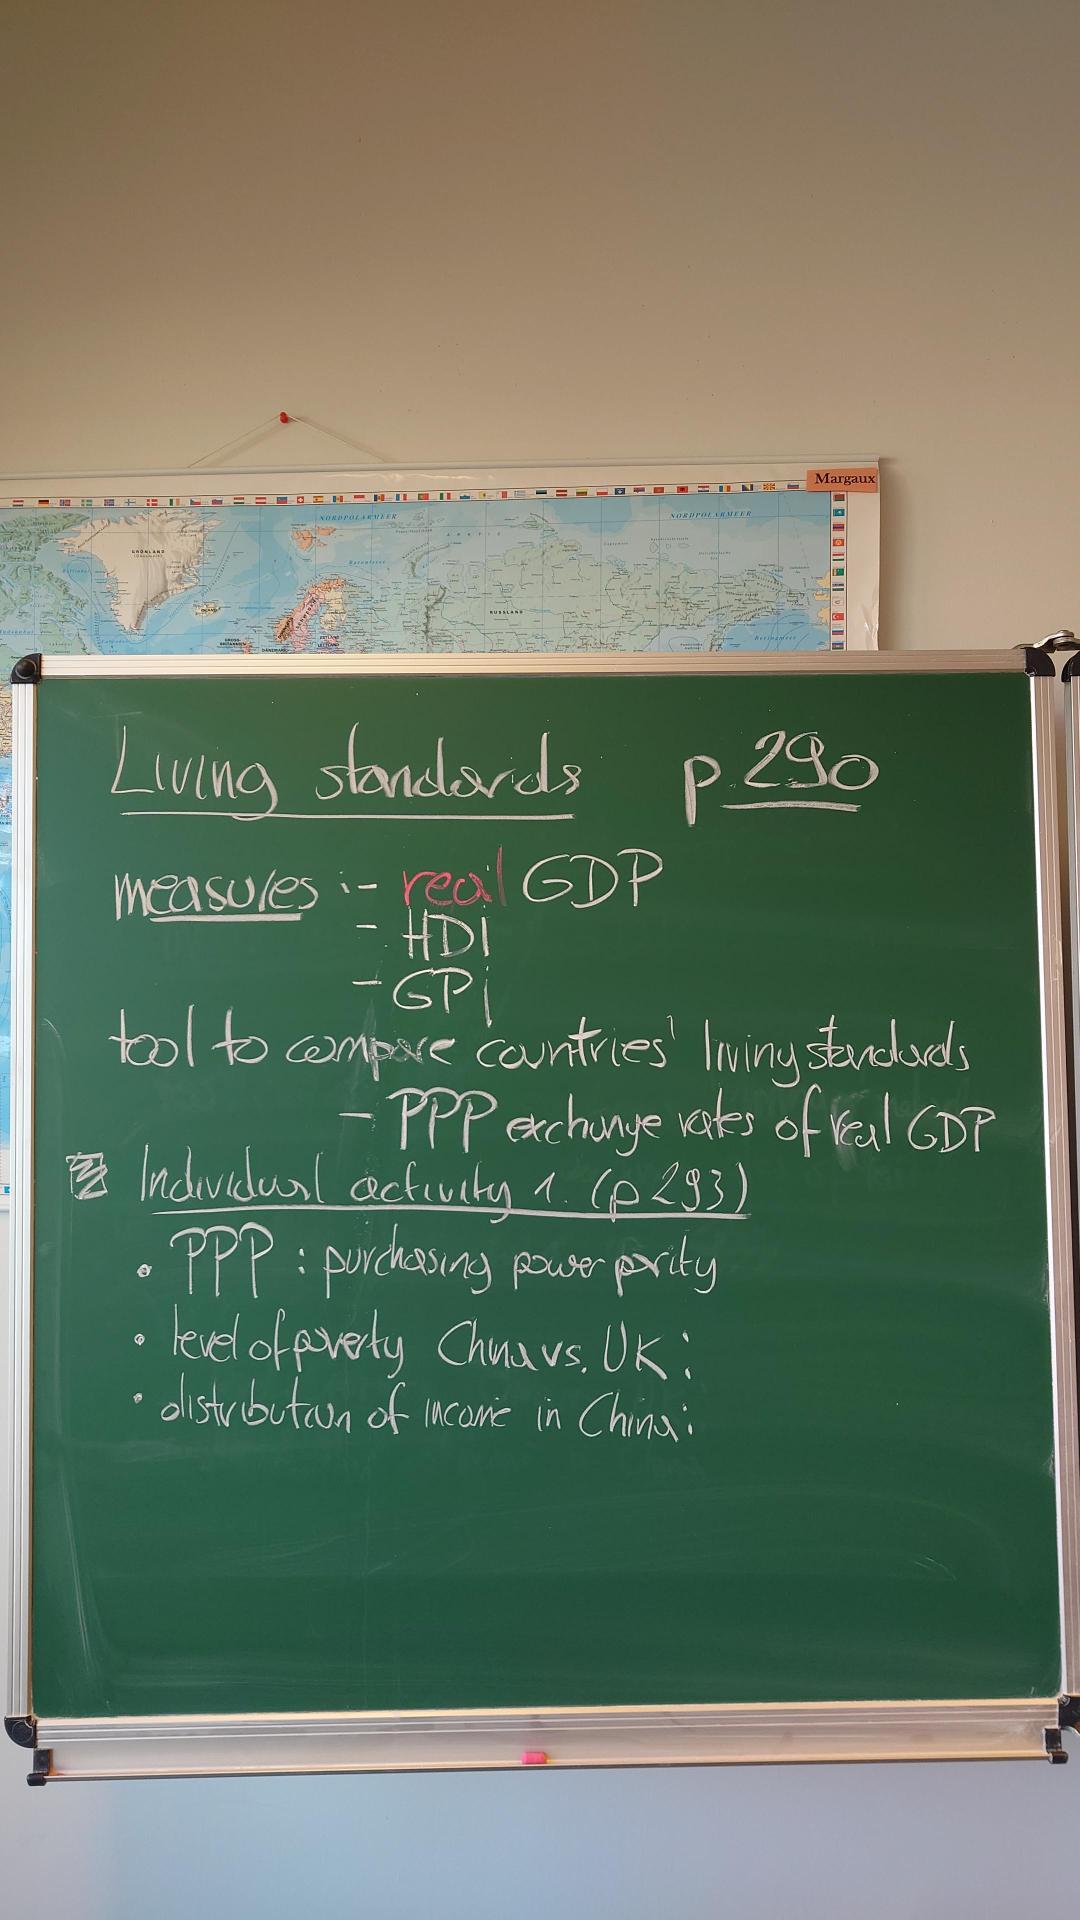 Margaux
NORDPOLARMEER
NORDPOLARMEER
GRÖNLAND
RUSSLAND
Living standards p 290
measures :- real GDP
- HDi
- GPi
tool to compare countries' living standards
- PPP exchange rates of real GDP
Individual activity 1. (p 293)
• PPP : purchasing power parity
• level of poverty China vs. UK:
• distribution of income in China: